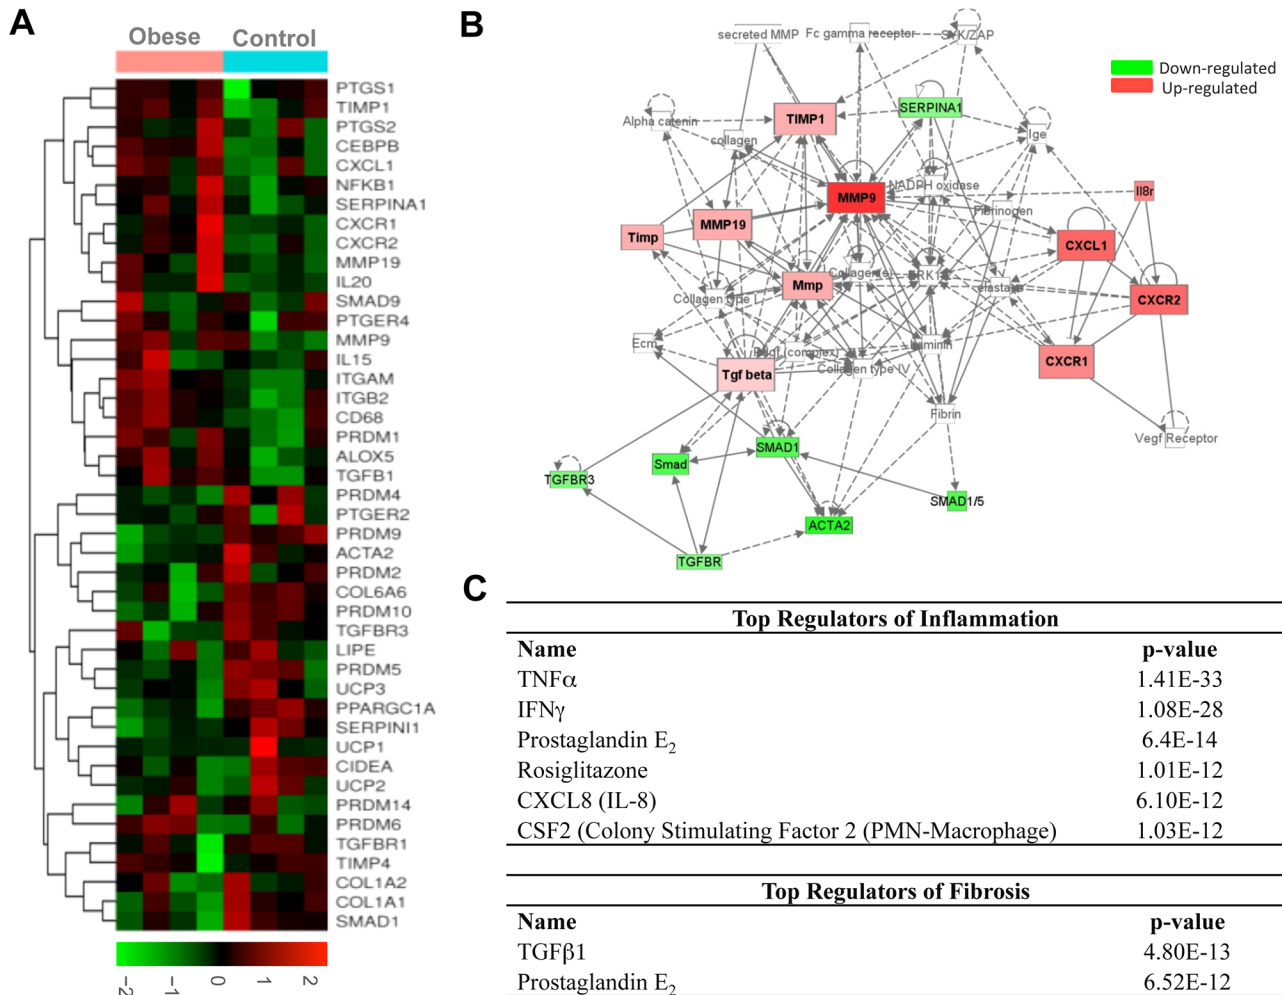 A
Obese Control
PTGS1
TIMP1
PTGS2
CEBPB
CXCL1
NFKB1
SERPINA1
CXCR1
CXCR2
MMP19
IL20
SMAD9
PTGER4
MMP9
IL15
ITGAM
ITGB2
CD68
PRDM1
ALOX5
TGFB1
PRDM4
PTGER2
PRDM9
ACTA2
PRDM2
COL6A6
PRDM10
TGFBR3
LIPE
PRDM5
UCP3
PPARGC1A
SERPINI1
UCP1
CIDEA
UCP2
PRDM14
PRDM6
TGFBR1
TIMP4
COL1A2
COL1A1
SMAD1
-2 -1 0 1 2
B
secreted MMP
Fc gamma receptor
SYK/ZAP
Down-regulated
Up-regulated
SERPINA1
TIMP1
Alpha catenin
collagen
Ige
NADPH oxidase
MMP9
Il8r
Fibrinogen
MMP19
Timp
CXCL1
Collagen(s)
Mmp
elastase
Collagen type
CXCR2
Ecm
Laminin
Pdgf (complex)
CXCR1
Collagen type IV
Tgf beta
Fibrin
Vegf Receptor
SMAD1
Smad
TGFBR3
SMAD1/5
ACTA2
TGFBR
C
Top Regulators of Inflammation
Name p-value
TNFα 1.41E-33
IFNγ 1.08E-28
Prostaglandin E₂ 6.4E-14
Rosiglitazone 1.01E-12
CXCL8 (IL-8) 6.10E-12
CSF2 (Colony Stimulating Factor 2 (PMN-Macrophage) 1.03E-12
Top Regulators of Fibrosis
Name p-value
TGFβ1 4.80E-13
Prostaglandin E₂ 6.52E-12